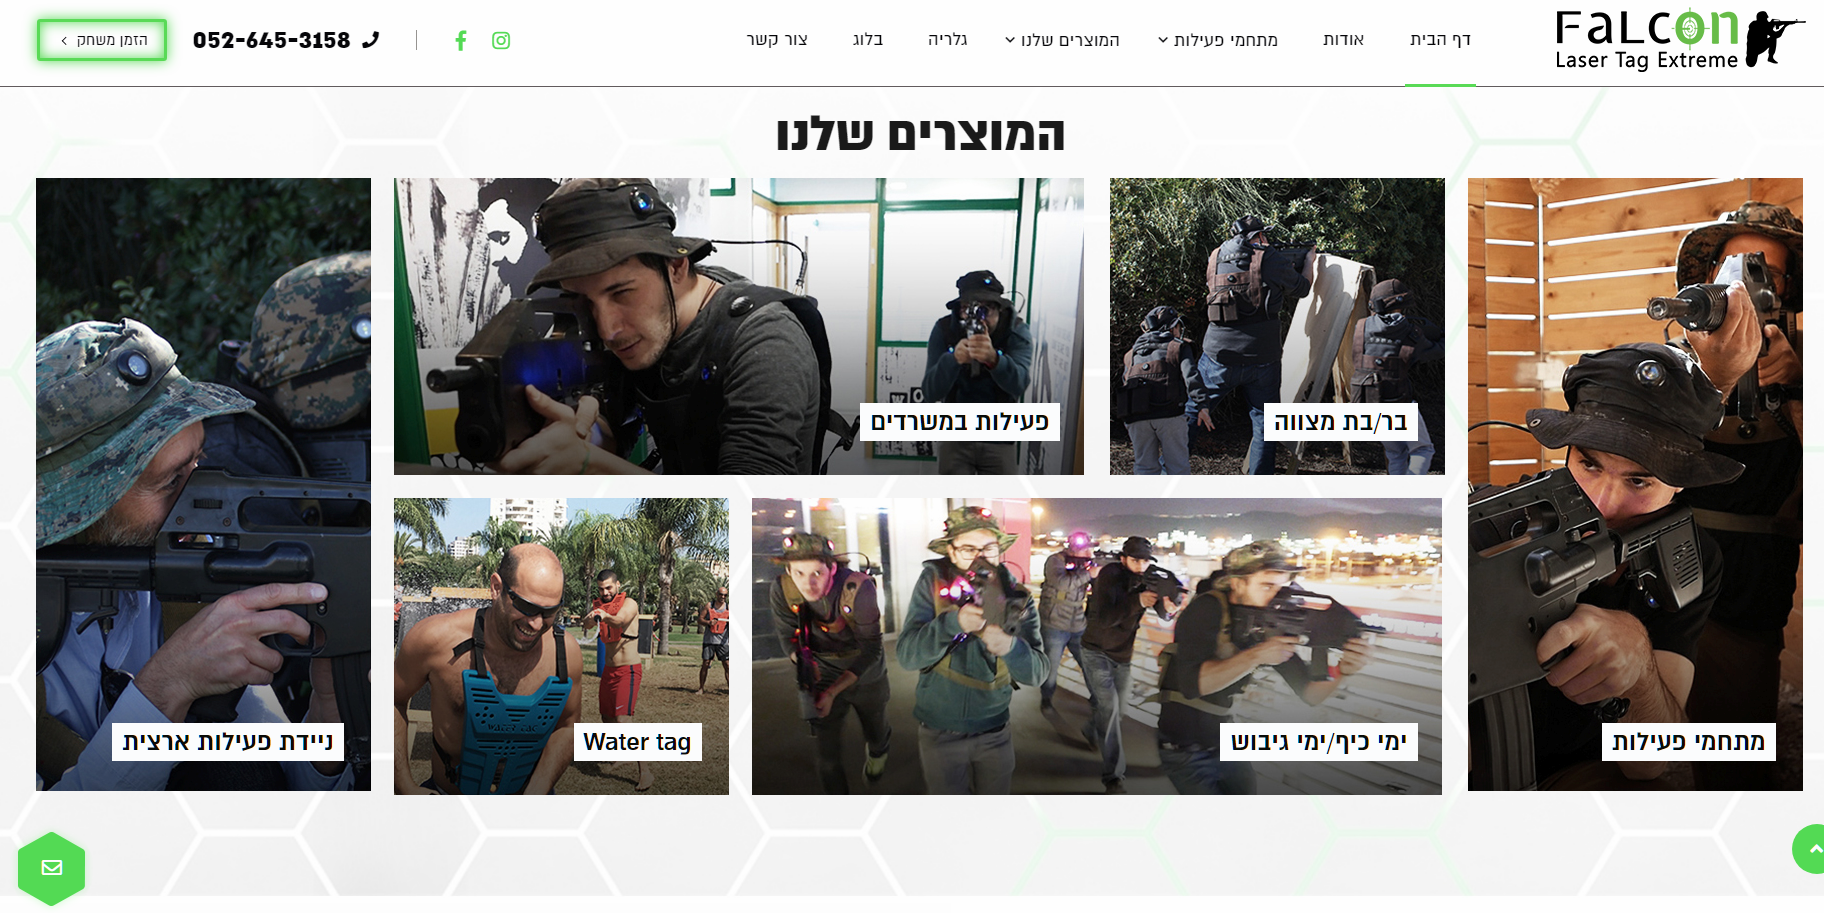 FaLcon
Laser Tag Extreme
דף הבית
אודות
מתחמי פעילות
המוצרים שלנו
גלריה
בלוג
צור קשר
052-645-3158
הזמן משחק
המוצרים שלנו
מתחמי פעילות
בר/בת מצווה
פעילות במשרדים
ניידת פעילות ארצית
ימי כיף/ימי גיבוש
Water tag